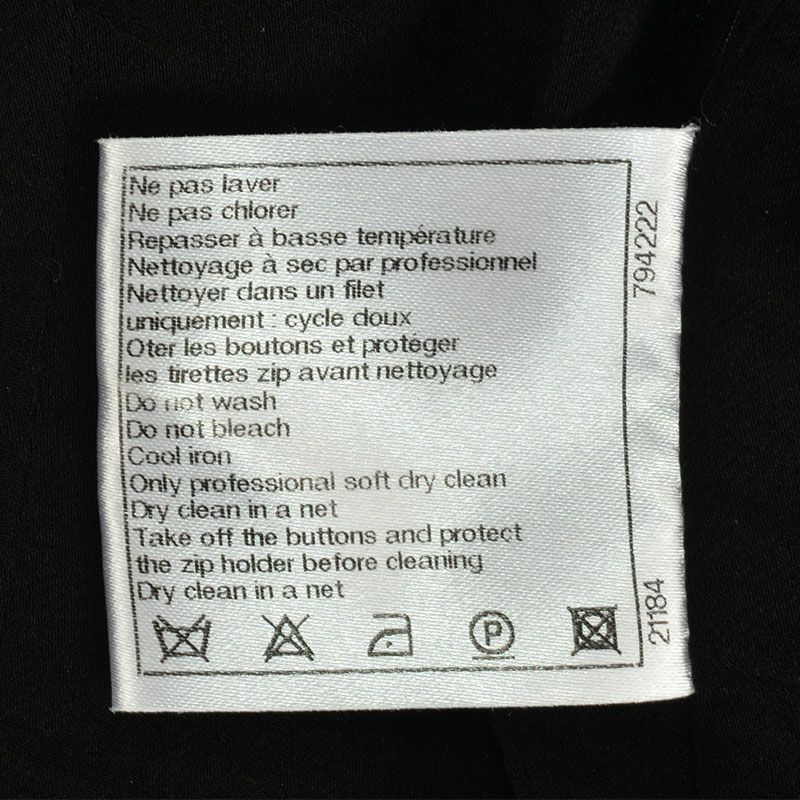 Ne pas laver
Ne pas chlorer
Repasser à basse température
Nettoyage à sec par professionnel
Nettoyer dans un filet
uniquement : cycle doux
Oter les boutons et protéger
les tirettes zip avant nettoyage
Do not wash
Do not bleach
Cool iron
Only professional soft dry clean
Dry clean in a net
Take off the buttons and protect
the zip holder before cleaning
Dry clean in a net
P
794222
21184